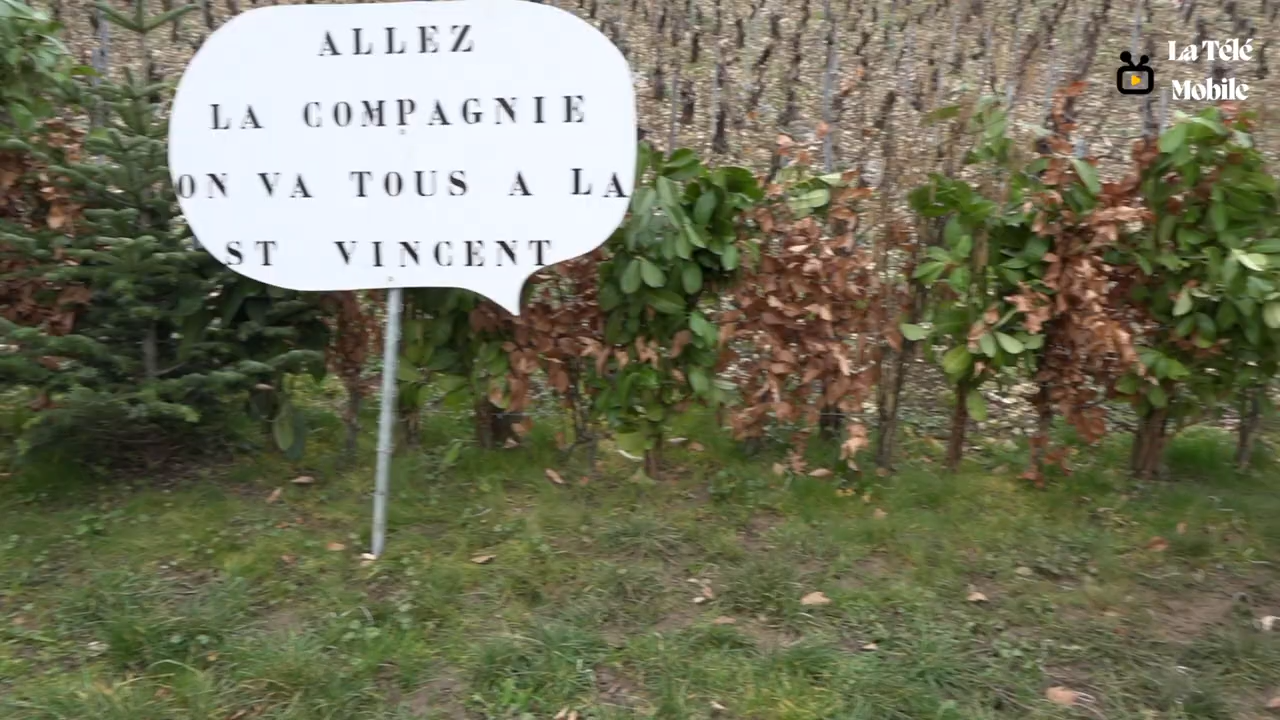 ALLEZ
LA COMPAGNIE
ON VA TOUS A LA
ST VINCENT
La Télé
Mobile